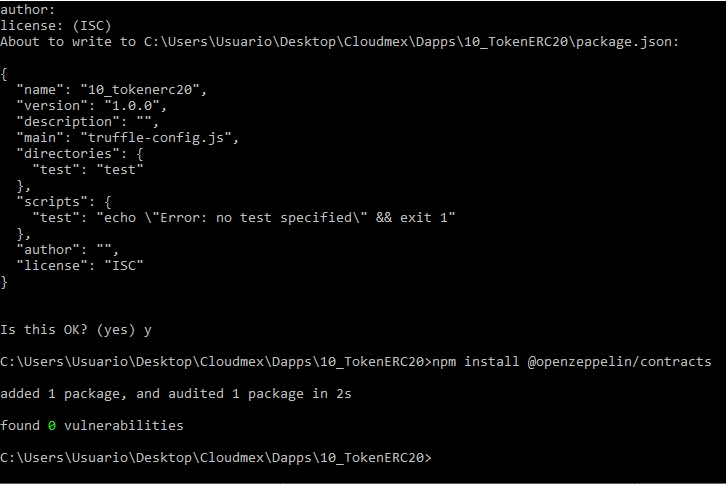 author:
license: (ISC)
About to write to C:\Users\Usuario\Desktop\Cloudmex\Dapps\10_TokenERC20\package.json:
{
  "name": "10_tokenerc20",
  "version": "1.0.0",
  "description": "",
  "main": "truffle-config.js",
  "directories": {
    "test": "test"
  },
  "scripts": {
    "test": "echo \"Error: no test specified\" && exit 1"
  },
  "author": "",
  "license": "ISC"
}
Is this OK? (yes) y
C:\Users\Usuario\Desktop\Cloudmex\Dapps\10_TokenERC20>npm install @openzeppelin/contracts
added 1 package, and audited 1 package in 2s
found 0 vulnerabilities
C:\Users\Usuario\Desktop\Cloudmex\Dapps\10_TokenERC20>